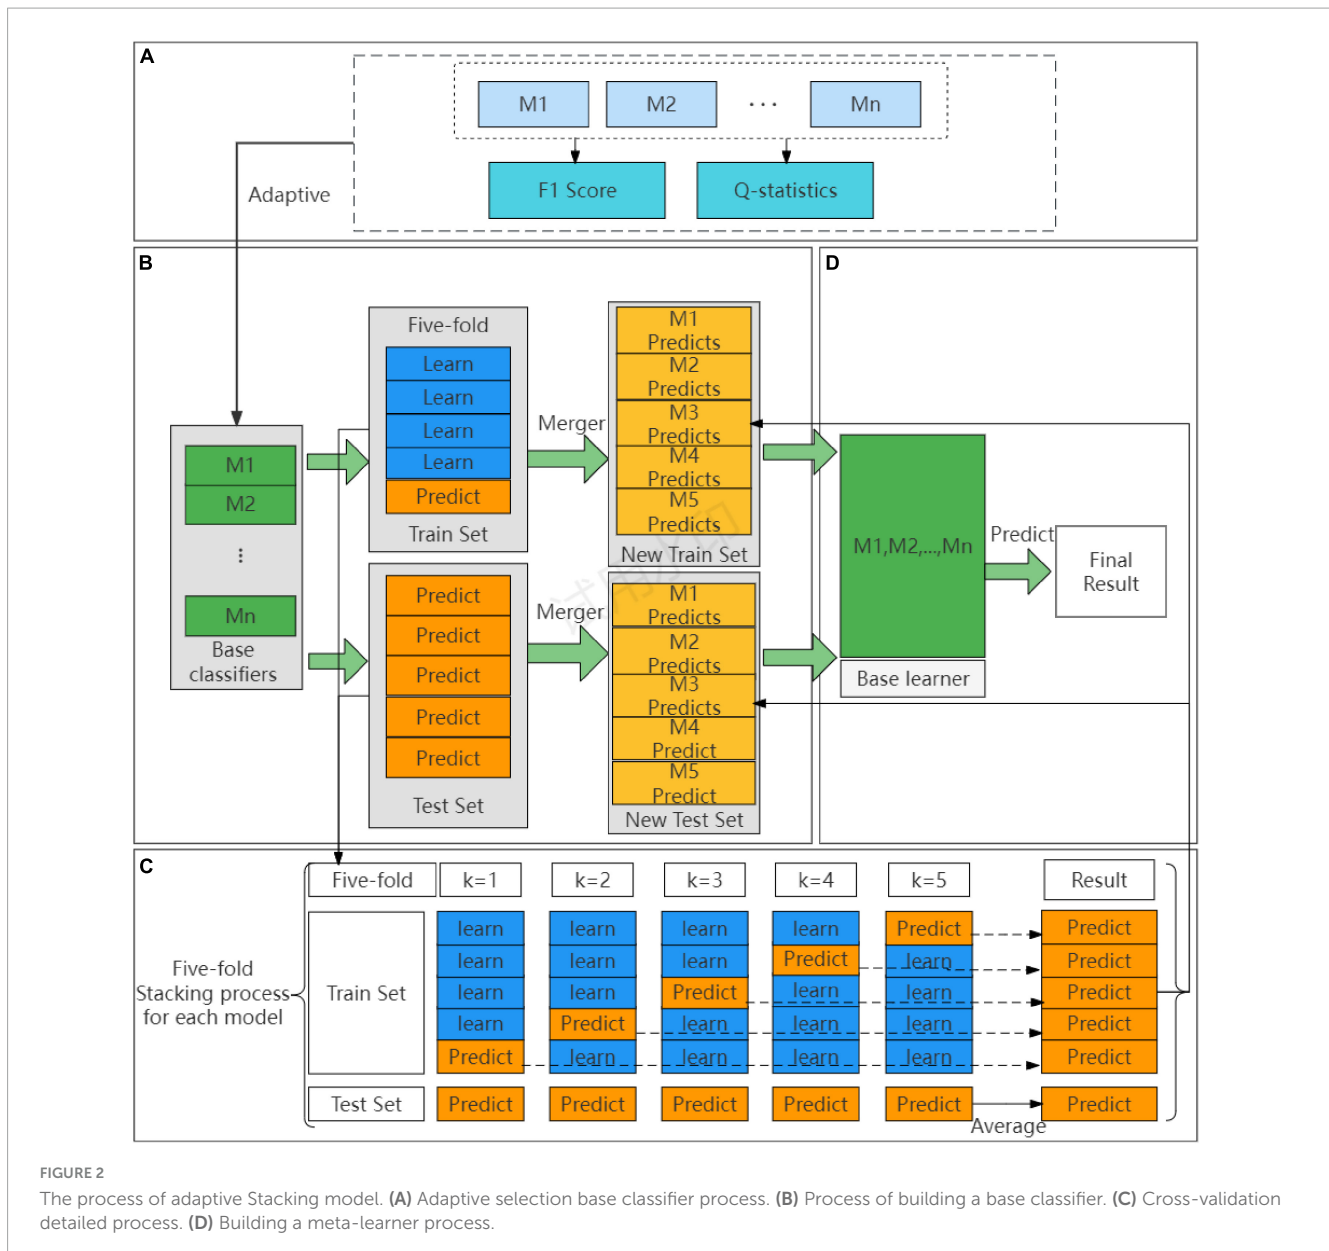 A
M1
M2
...
Mn
F1 Score
Q-statistics
Adaptive
B
Five-fold
Learn
Learn
Learn
Learn
Predict
Train Set
M1
M2
⋮
Mn
Base
classifiers
Predict
Predict
Predict
Predict
Predict
Test Set
Merger
Merger
M1
Predicts
M2
Predicts
M3
Predicts
M4
Predicts
M5
Predicts
New Train Set
M1
Predicts
M2
Predicts
M3
Predicts
M4
Predict
M5
Predict
New Test Set
试用水印
D
M1,M2,...,Mn
Base learner
Predict
Final
Result
C
Five-fold
Stacking process
for each model
Five-fold
k=1
k=2
k=3
k=4
k=5
Result
Train Set
learn
learn
learn
learn
Predict
Predict
learn
learn
learn
Predict
learn
Predict
learn
learn
Predict
learn
learn
Predict
learn
Predict
learn
learn
learn
Predict
Predict
learn
learn
learn
learn
Predict
Test Set
Predict
Predict
Predict
Predict
Predict
Average
Predict
FIGURE 2
The process of adaptive Stacking model. (A) Adaptive selection base classifier process. (B) Process of building a base classifier. (C) Cross-validation
detailed process. (D) Building a meta-learner process.